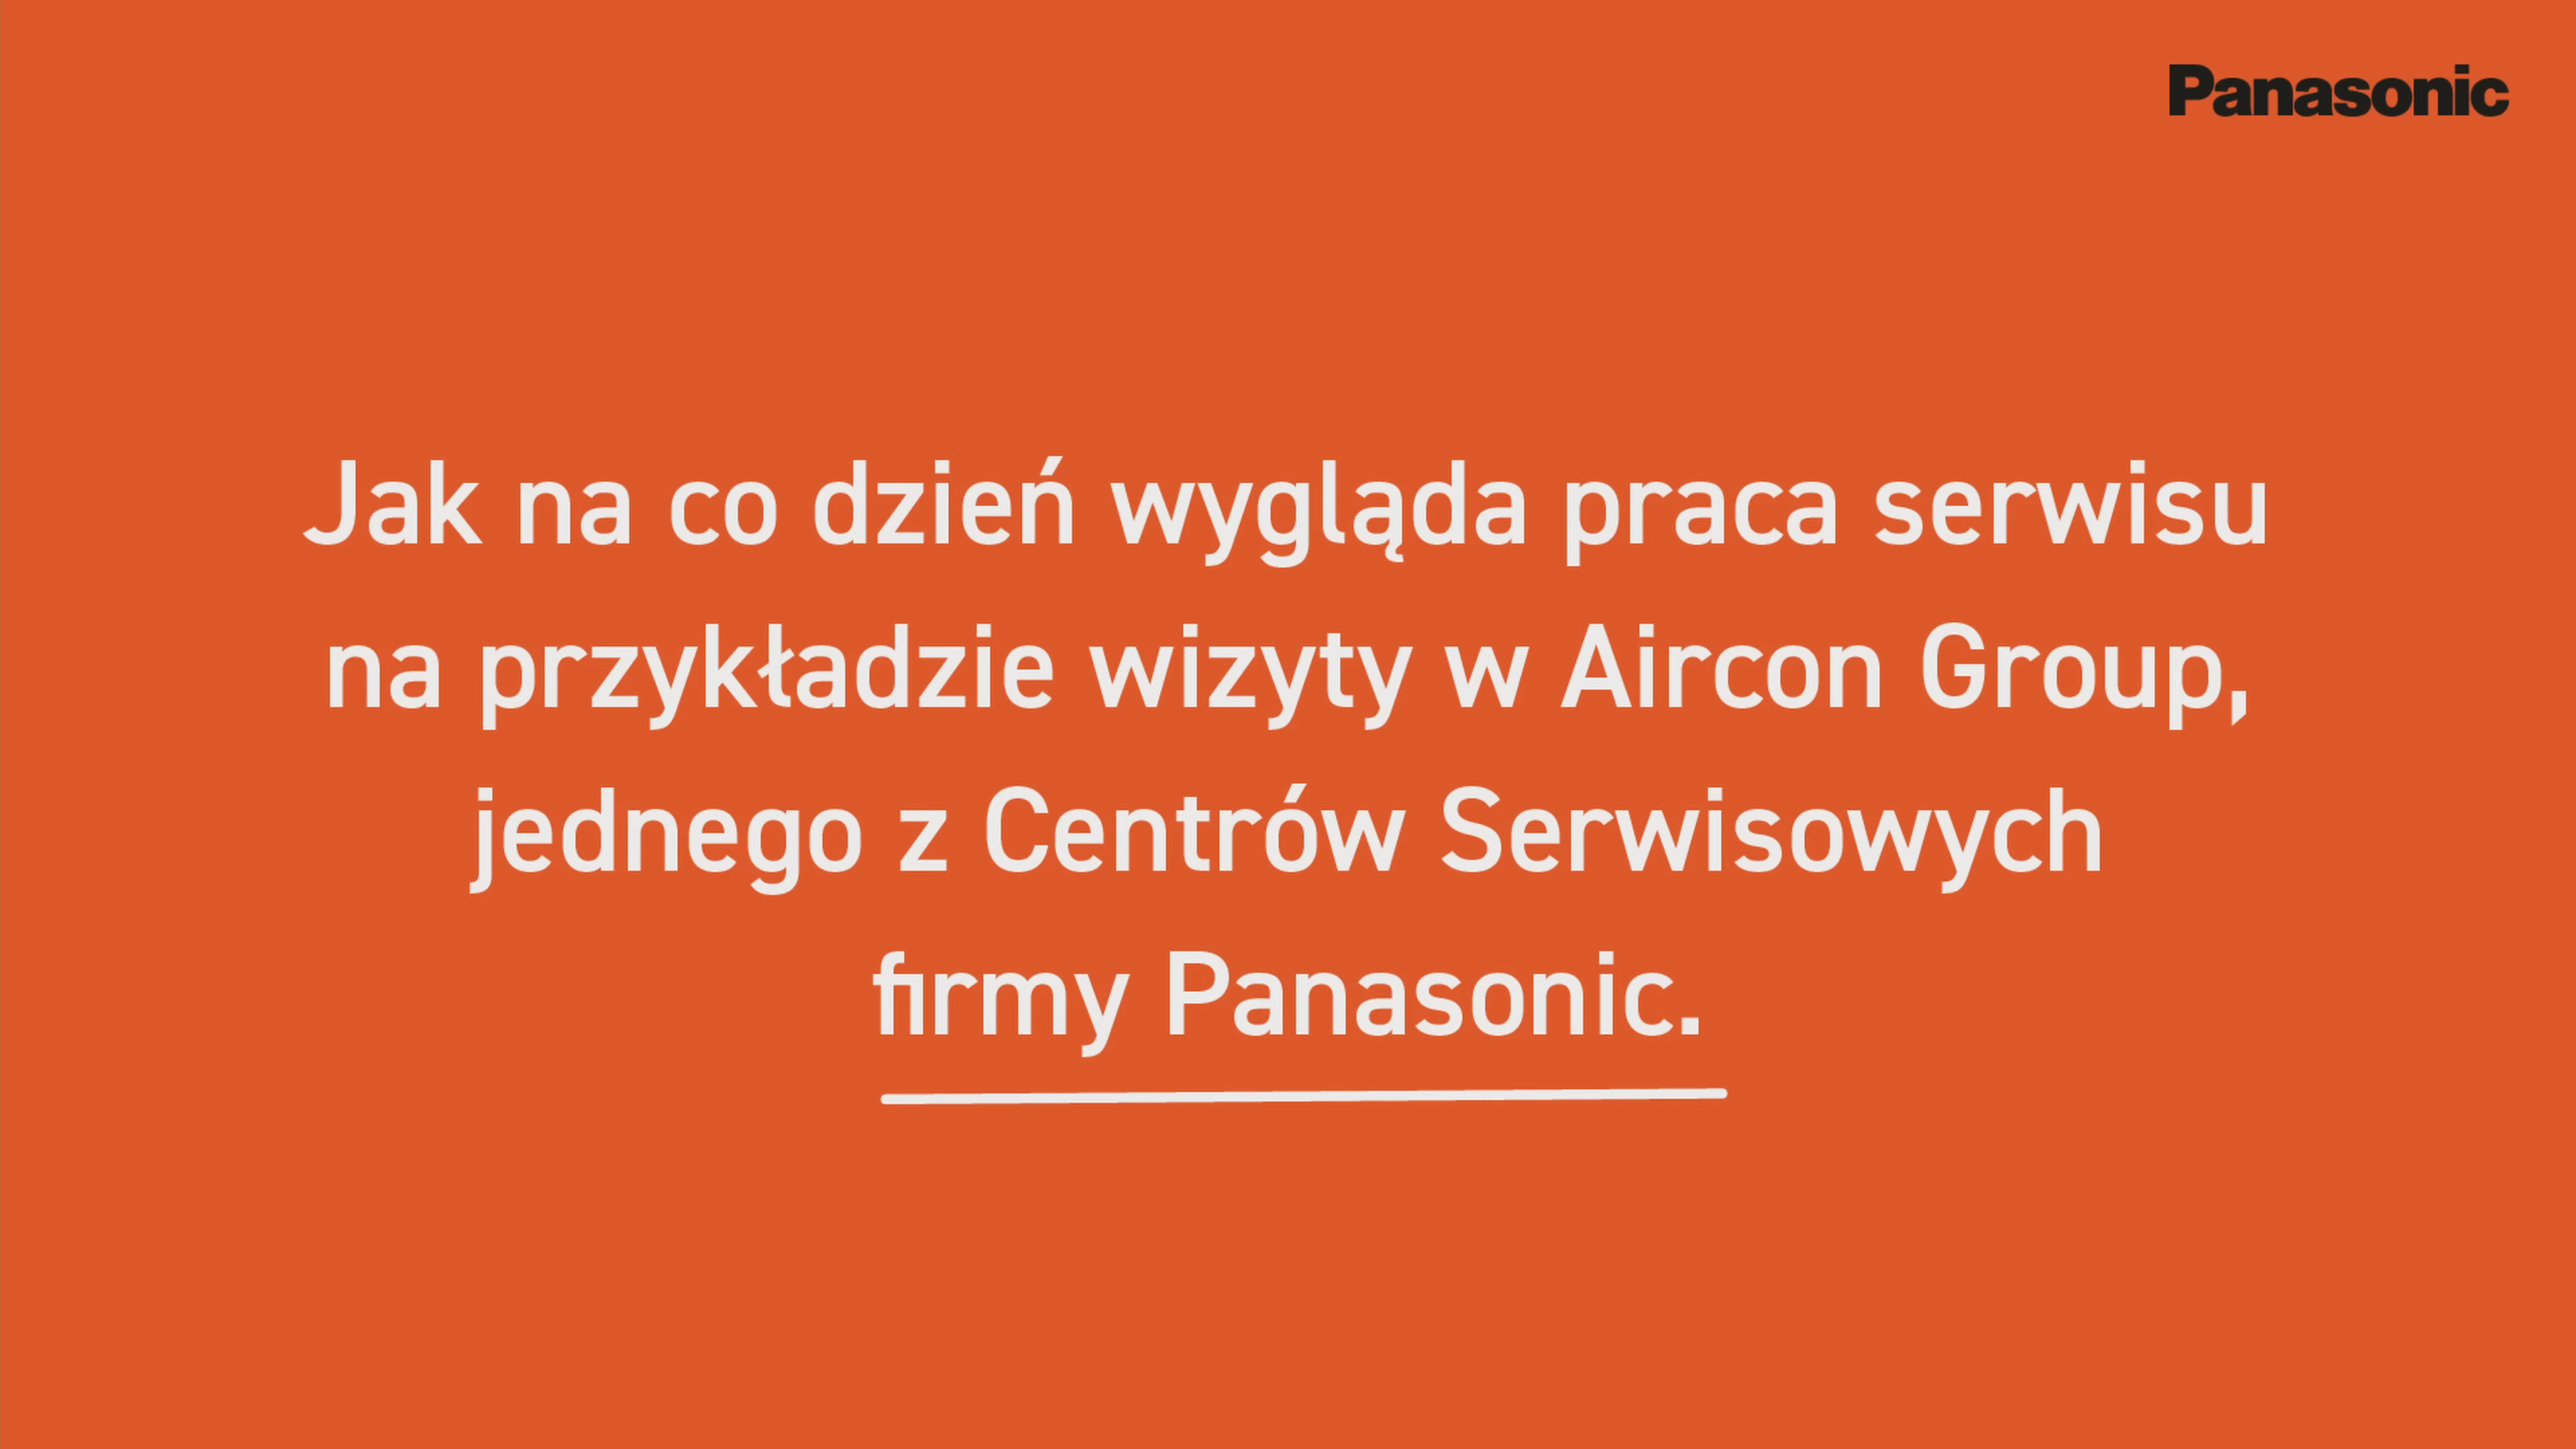 Panasonic
Jak na co dzień wygląda praca serwisu
na przykładzie wizyty w Aircon Group,
jednego z Centrów Serwisowych
firmy Panasonic.